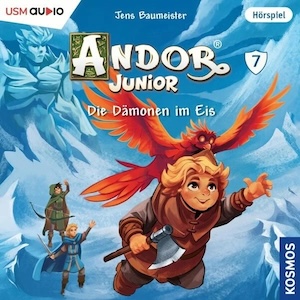 USM AUDIO
Jens Baumeister
Hörspiel
ANDOR®
JUNIOR
7
Die Dämonen im Eis
KOSMOS